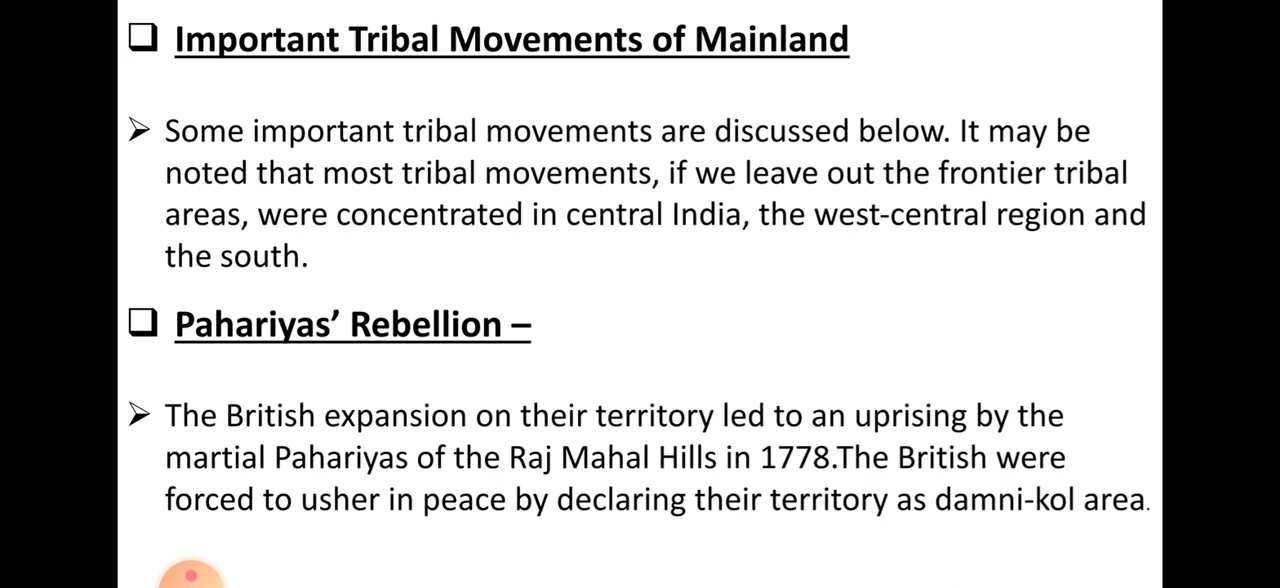 Important Tribal Movements of Mainland
Some important tribal movements are discussed below. It may be
noted that most tribal movements, if we leave out the frontier tribal
areas, were concentrated in central India, the west-central region and
the south.
Pahariyas’ Rebellion –
The British expansion on their territory led to an uprising by the
martial Pahariyas of the Raj Mahal Hills in 1778.The British were
forced to usher in peace by declaring their territory as damni-kol area.